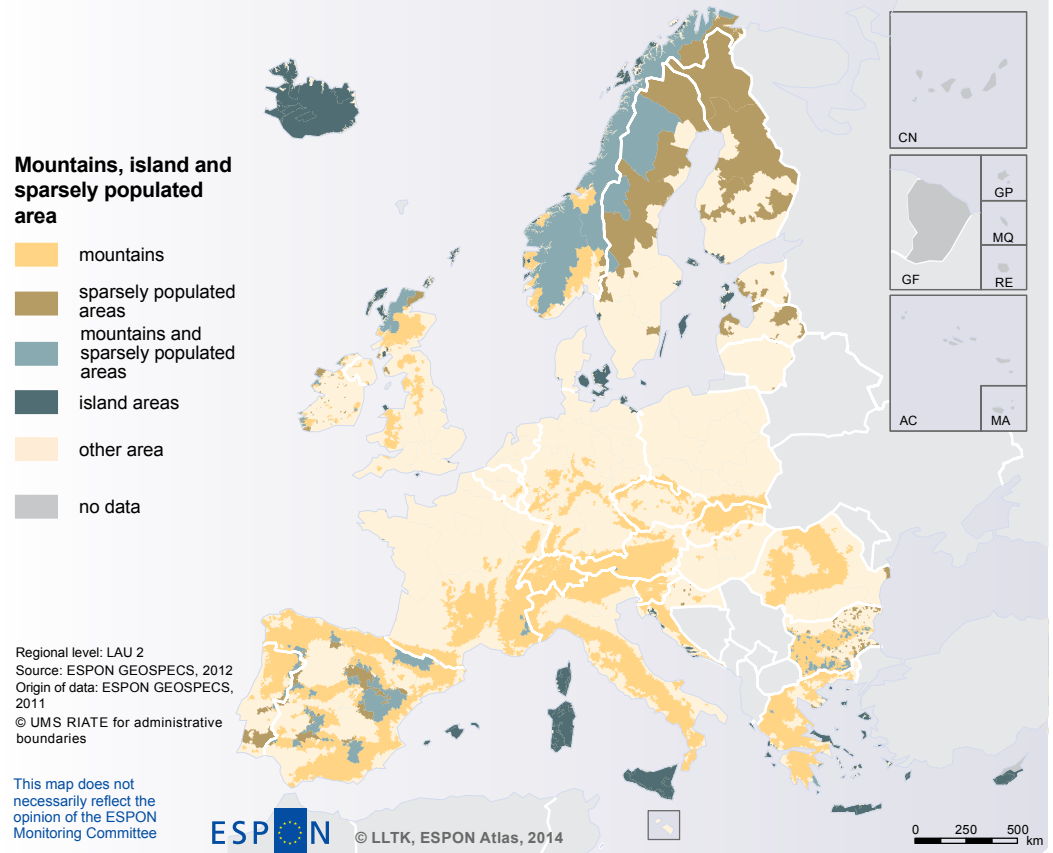 Mountains, island and
sparsely populated
area
mountains
sparsely populated
areas
mountains and
sparsely populated
areas
island areas
other area
no data
Regional level: LAU 2
Source: ESPON GEOSPECS, 2012
Origin of data: ESPON GEOSPECS,
2011
© UMS RIATE for administrative
boundaries
This map does not
necessarily reflect the
opinion of the ESPON
Monitoring Committee
ESPON
© LLTK, ESPON Atlas, 2014
CN
GF
GP
MQ
RE
AC
MA
0 250 500
km